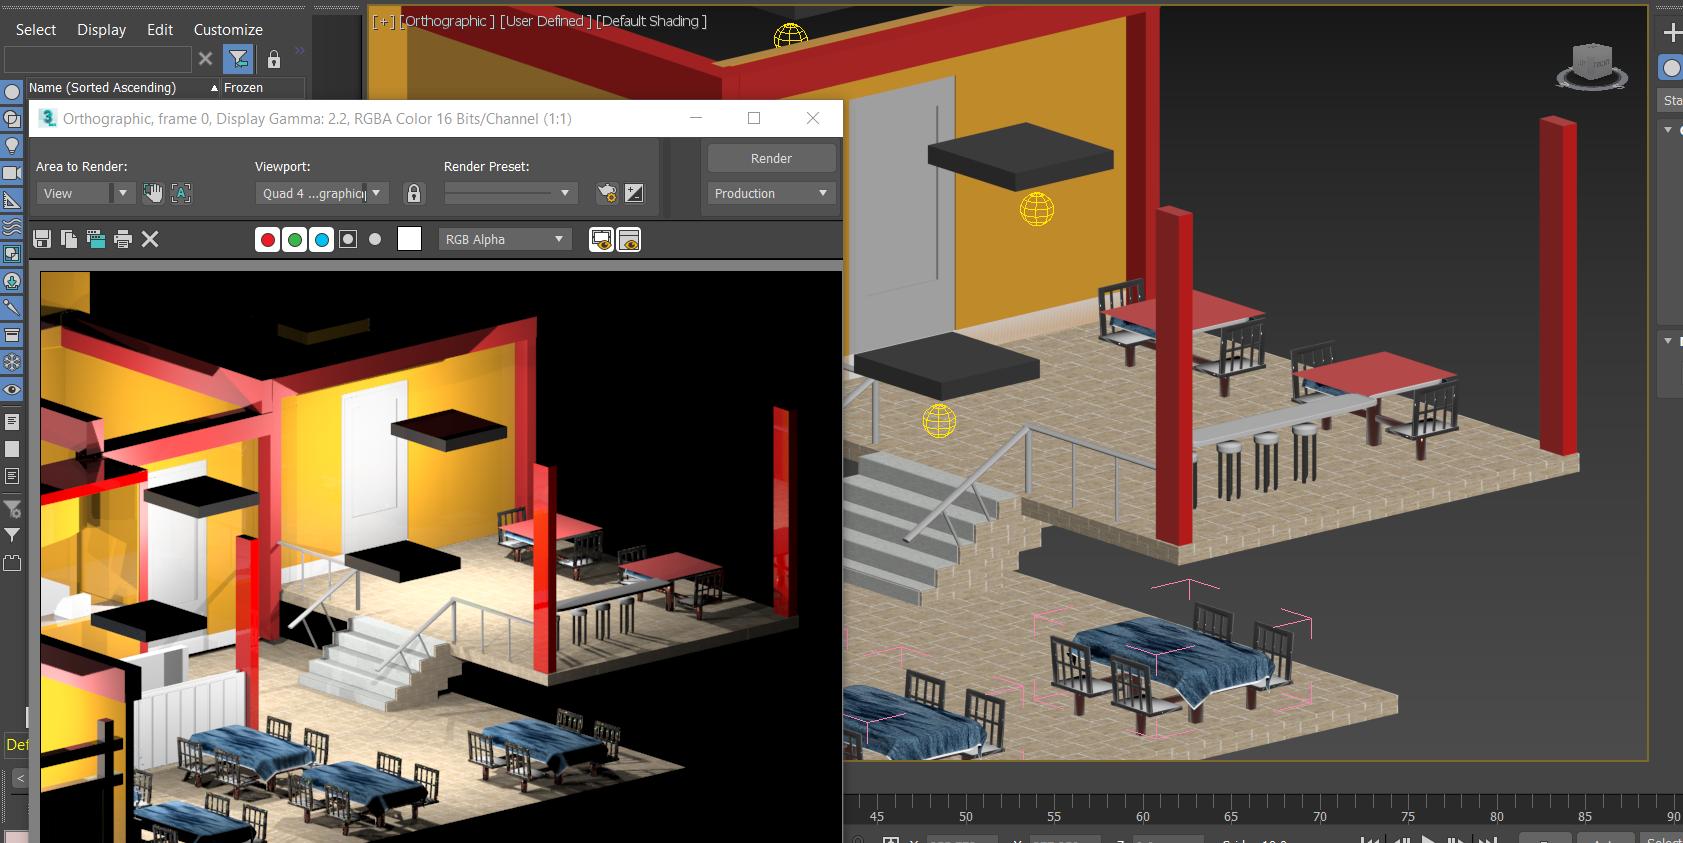 Select Display Edit Customize
[+] [Orthographic ] [User Defined ] [Default Shading ]
Name (Sorted Ascending) Frozen
Sta
Orthographic, frame 0, Display Gamma: 2.2, RGBA Color 16 Bits/Channel (1:1)
Area to Render: Viewport: Render Preset: Render
View Quad 4 ...graphic Production
RGB Alpha
Def
<
45 50 55 60 65 70 75 80 85 90